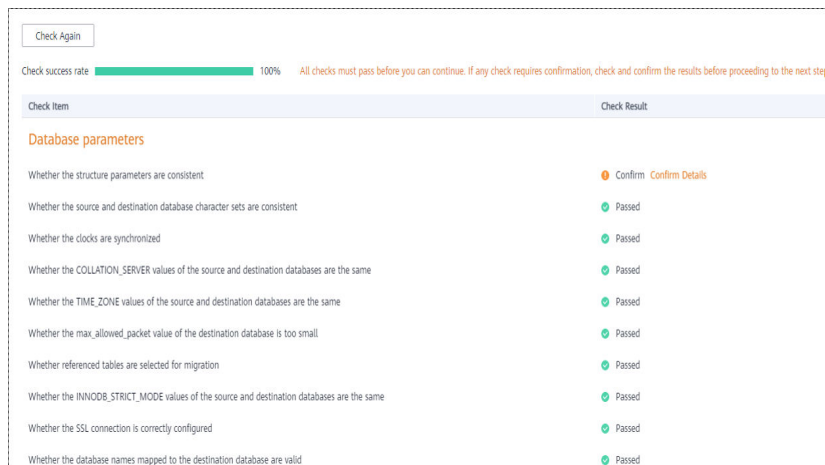 Check Again
Check success rate 100% All checks must pass before you can continue. If any check requires confirmation, check and confirm the results before proceeding to the next step
Check Item Check Result
Database parameters
Whether the structure parameters are consistent Confirm Confirm Details
Whether the source and destination database character sets are consistent Passed
Whether the clocks are synchronized Passed
Whether the COLLATION_SERVER values of the source and destination databases are the same Passed
Whether the TIME_ZONE values of the source and destination databases are the same Passed
Whether the max_allowed_packet value of the destination database is too small Passed
Whether referenced tables are selected for migration Passed
Whether the INNODB_STRICT_MODE values of the source and destination databases are the same Passed
Whether the SSL connection is correctly configured Passed
Whether the database names mapped to the destination database are valid Passed